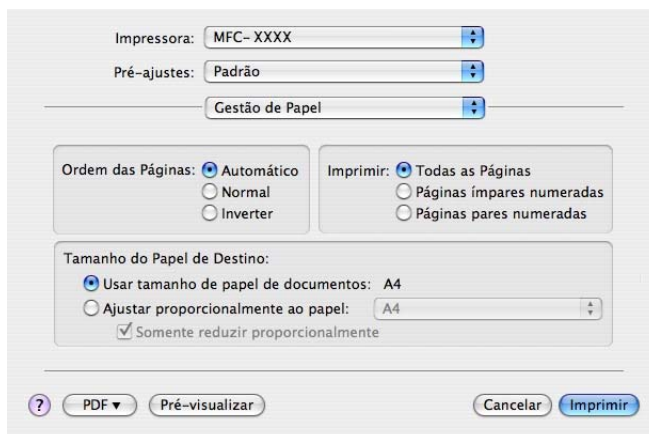 Impressora: MFC- XXXX
Pré-ajustes: Padrão
Gestão de Papel
Ordem das Páginas: Automático
Normal
Inverter
Imprimir: Todas as Páginas
Páginas ímpares numeradas
Páginas pares numeradas
Tamanho do Papel de Destino:
Usar tamanho de papel de documentos: A4
Ajustar proporcionalmente ao papel: A4
Somente reduzir proporcionalmente
? PDF ▼ Pré-visualizar Cancelar Imprimir